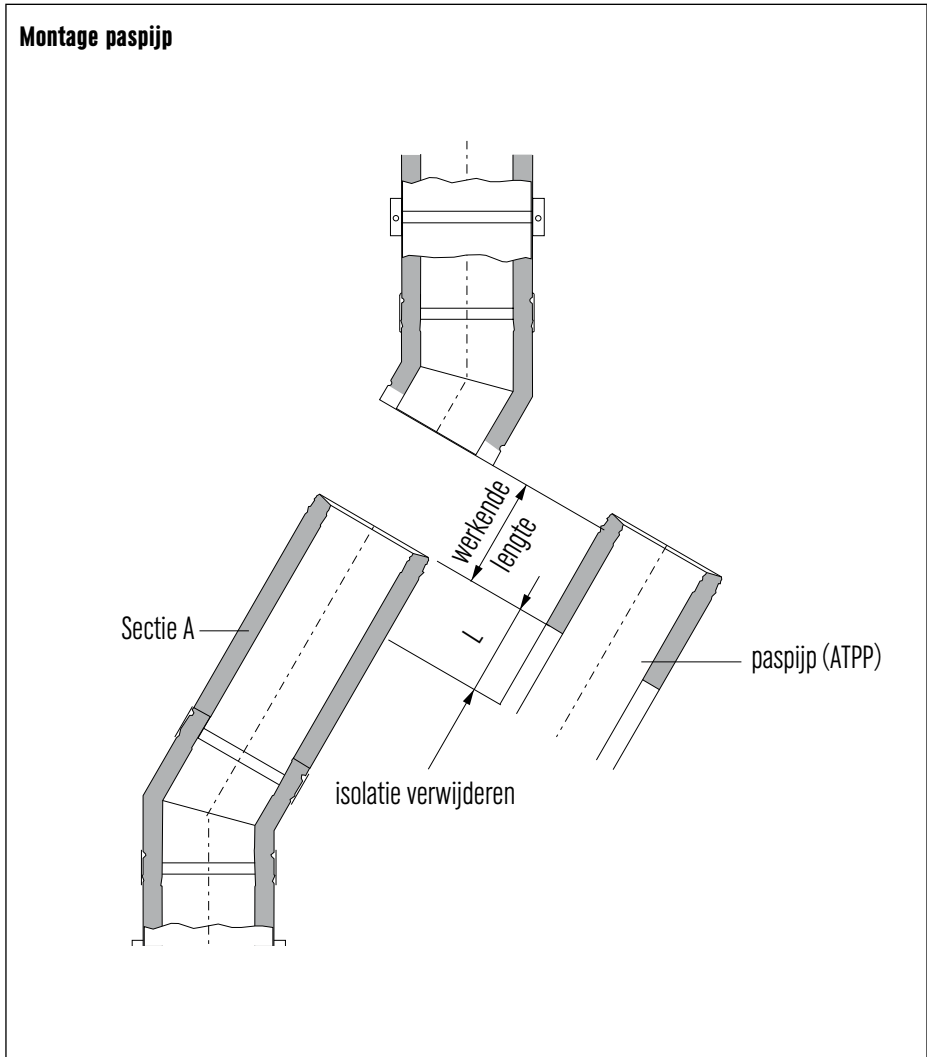 Montage paspijp
werkende
lengte
L
Sectie A
paspijp (ATPP)
isolatie verwijderen